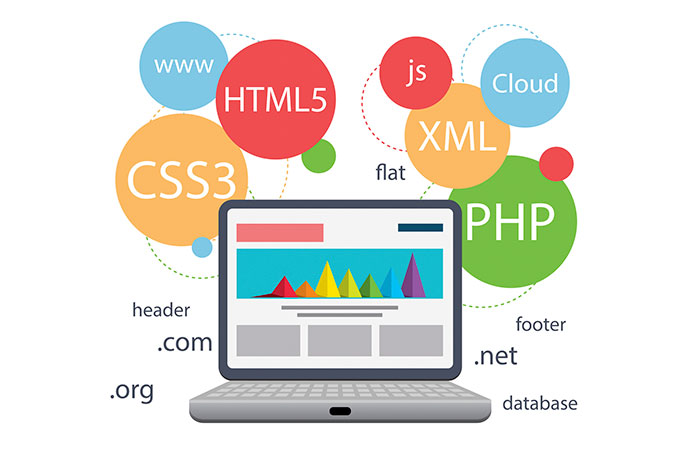 www
HTML5
CSS3
js
Cloud
XML
flat
PHP
header
.com
.org
footer
.net
database